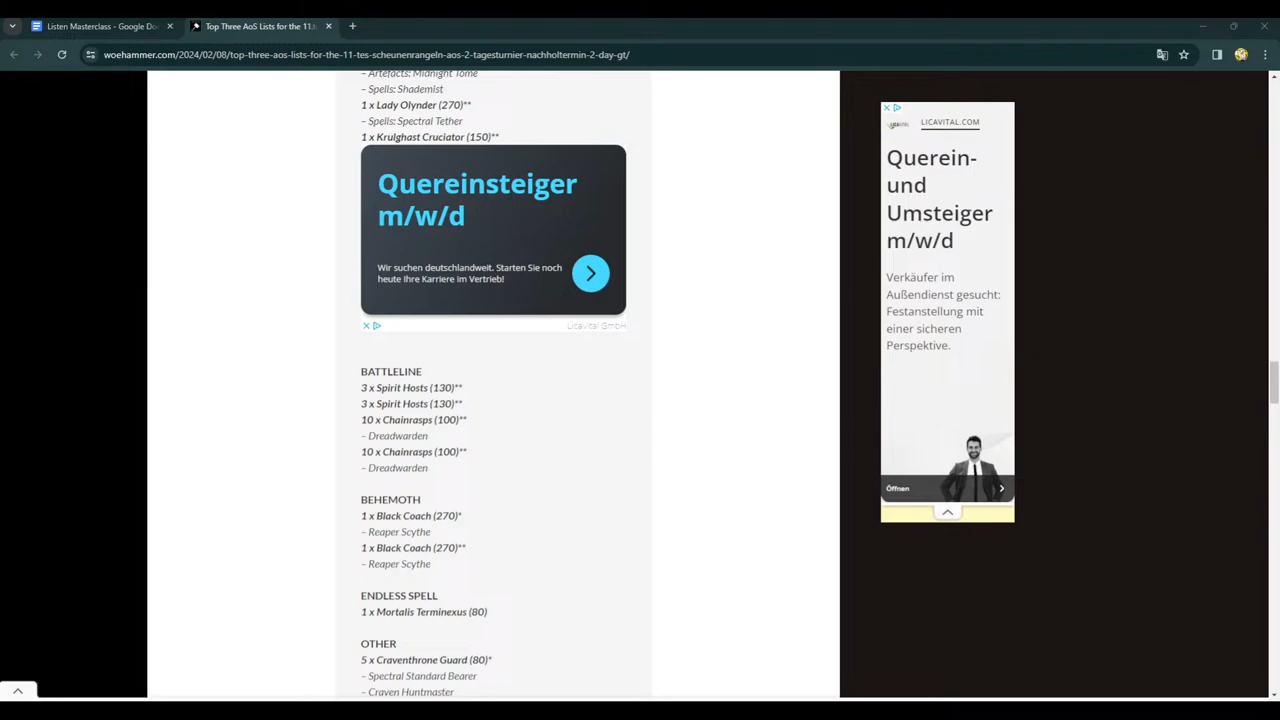 Listen Masterclass - Google Do
Top Three AoS Lists for the 11.
woehammer.com/2024/02/08/top-three-aos-lists-for-the-11-tes-scheunenrangeln-aos-2-tagesturnier-nachholtermin-2-day-gt/
– Artefacts: Midnight Tome
– Spells: Shademist
1 x Lady Olynder (270)**
– Spells: Spectral Tether
1 x Krulghast Cruciator (150)**
Quereinsteiger
m/w/d
Wir suchen deutschlandweit. Starten Sie noch
heute Ihre Karriere im Vertrieb!
LicaVital GmbH
BATTLELINE
3 x Spirit Hosts (130)**
3 x Spirit Hosts (130)**
10 x Chainrasps (100)**
– Dreadwarden
10 x Chainrasps (100)**
– Dreadwarden
BEHEMOTH
1 x Black Coach (270)*
– Reaper Scythe
1 x Black Coach (270)**
– Reaper Scythe
ENDLESS SPELL
1 x Mortalis Terminexus (80)
OTHER
5 x Craventhrone Guard (80)*
– Spectral Standard Bearer
– Craven Huntmaster
LICAVITAL.COM
Querein-
und
Umsteiger
m/w/d
Verkäufer im
Außendienst gesucht:
Festanstellung mit
einer sicheren
Perspektive.
Öffnen